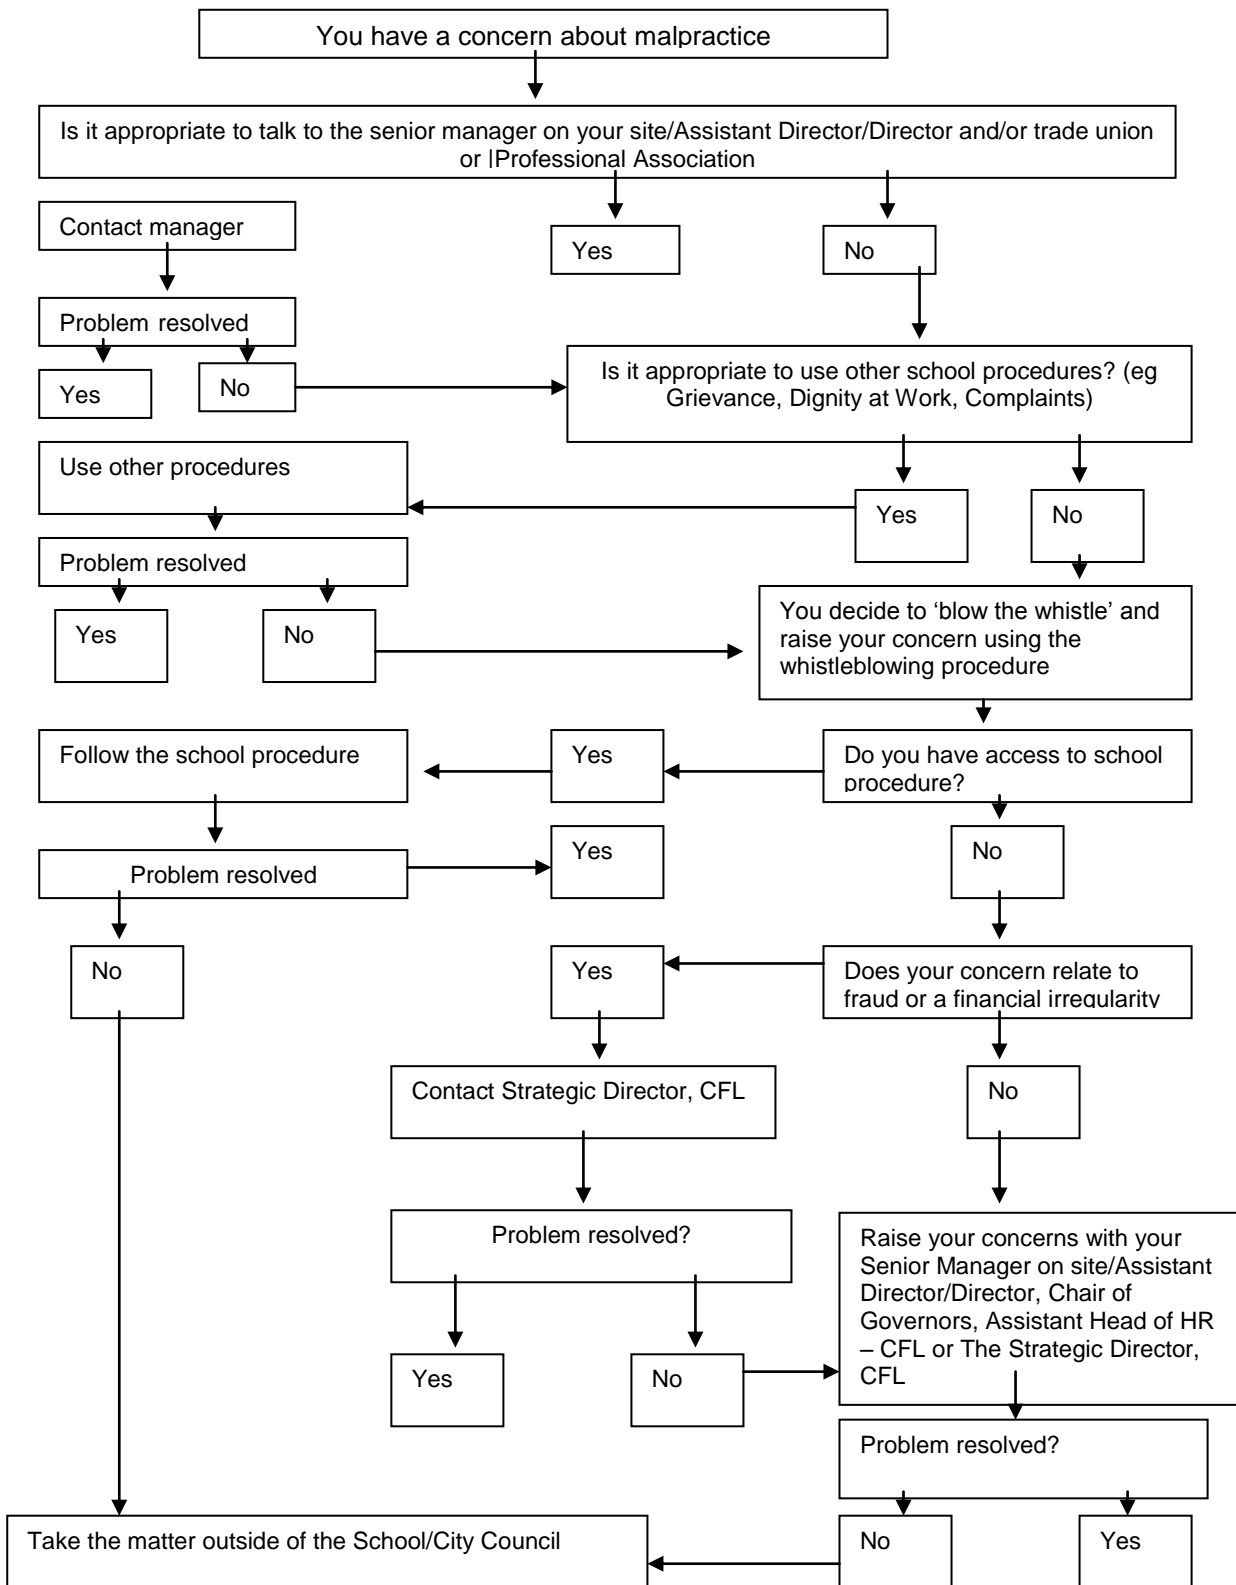 You have a concern about malpractice
Is it appropriate to talk to the senior manager on your site/Assistant Director/Director and/or trade union
or |Professional Association
Contact manager
Yes
No
Problem resolved
Yes
No
Is it appropriate to use other school procedures? (eg
Grievance, Dignity at Work, Complaints)
Use other procedures
Yes
No
Problem resolved
Yes
No
You decide to ‘blow the whistle’ and
raise your concern using the
whistleblowing procedure
Follow the school procedure
Yes
Do you have access to school
procedure?
Problem resolved
Yes
No
No
Yes
Does your concern relate to
fraud or a financial irregularity
Contact Strategic Director, CFL
No
Problem resolved?
Raise your concerns with your
Senior Manager on site/Assistant
Director/Director, Chair of
Governors, Assistant Head of HR
– CFL or The Strategic Director,
CFL
Yes
No
Problem resolved?
Take the matter outside of the School/City Council
No
Yes